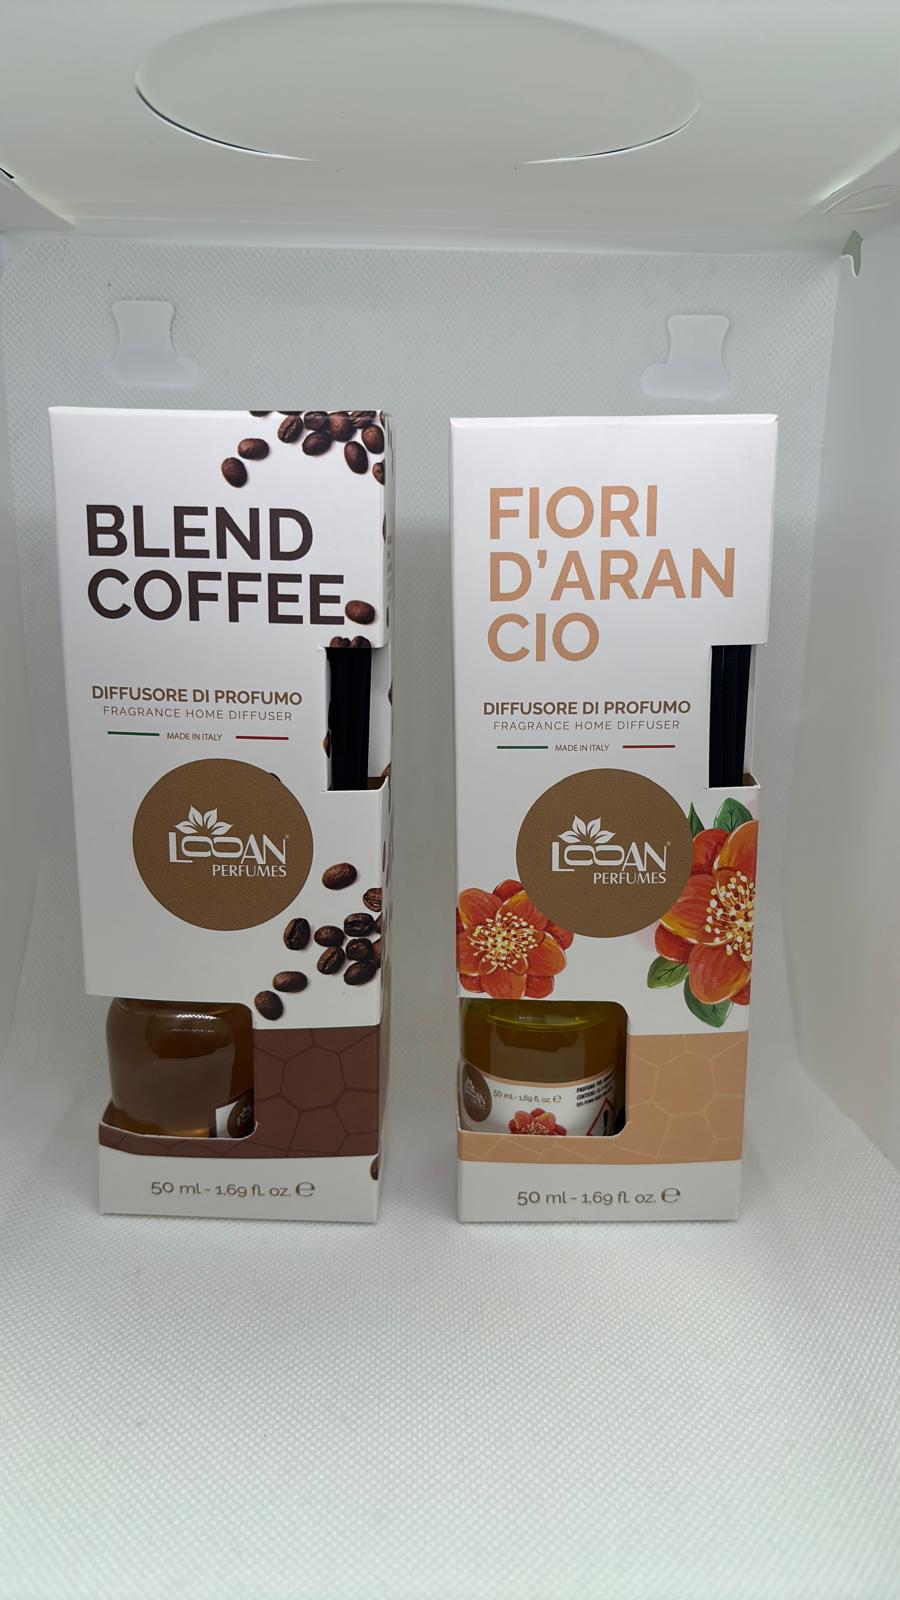 BLEND
COFFEE
DIFFUSORE DI PROFUMO
FRAGRANCE HOME DIFFUSER
MADE IN ITALY
LOOAN®
PERFUMES
50 ml - 1,69 fl. oz. ℮
FIORI
D'ARAN
CIO
DIFFUSORE DI PROFUMO
FRAGRANCE HOME DIFFUSER
MADE IN ITALY
LOOAN®
PERFUMES
50 ml - 1,69 fl. oz. ℮
50 ml - 1,69 fl. oz. ℮